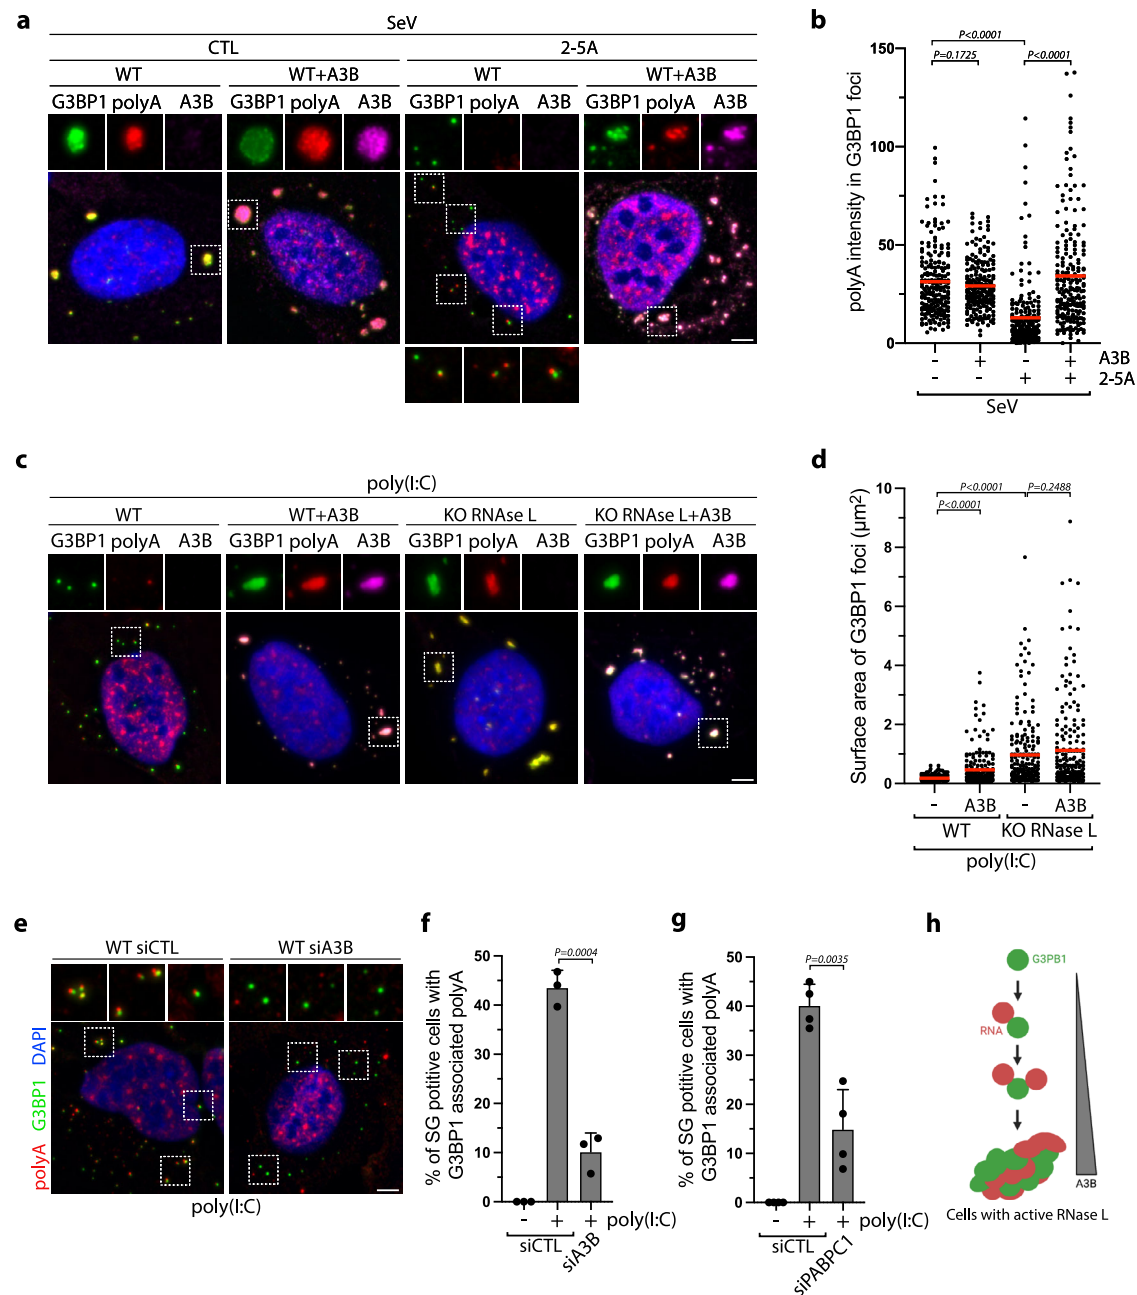 a
SeV
CTL
2-5A
WT
WT+A3B
WT
WT+A3B
G3BP1 polyA A3B
G3BP1 polyA A3B
G3BP1 polyA A3B
G3BP1 polyA A3B
b
polyA intensity in G3BP1 foci
150
100
50
0
P<0.0001
P=0.1725
P<0.0001
- + - + A3B
- - + + 2-5A
SeV
c
poly(I:C)
WT
WT+A3B
KO RNAse L
KO RNAse L+A3B
G3BP1 polyA A3B
G3BP1 polyA A3B
G3BP1 polyA A3B
G3BP1 polyA A3B
d
Surface area of G3BP1 foci (µm²)
10
8
6
4
2
0
P<0.0001
P=0.2488
P<0.0001
- A3B - A3B
WT KO RNase L
poly(I:C)
e
WT siCTL
WT siA3B
polyA G3BP1 DAPI
poly(I:C)
f
% of SG potitive cells with
G3BP1 associated polyA
50
40
30
20
10
0
P=0.0004
- + + poly(I:C)
siCTL
siA3B
g
% of SG potitive cells with
G3BP1 associated polyA
50
40
30
20
10
0
P=0.0035
- + + poly(I:C)
siCTL
siPABPC1
h
G3PB1
RNA
A3B
Cells with active RNase L